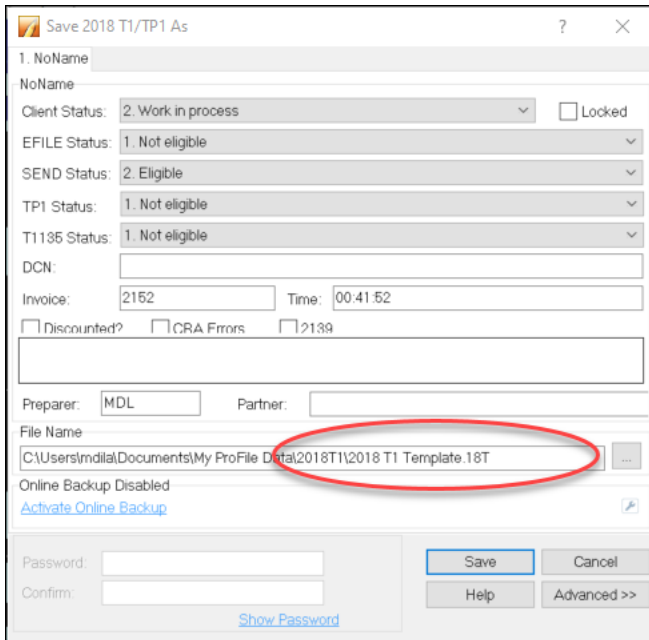 Save 2018 T1/TP1 As ?
1. NoName
NoName
Client Status: 2. Work in process Locked
EFILE Status: 1. Not eligible
SEND Status: 2. Eligible
TP1 Status: 1. Not eligible
T1135 Status: 1. Not eligible
DCN:
Invoice: 2152 Time: 00:41:52
Discounted? CRA Errors 2139
Preparer: MDL Partner:
File Name
C:\Users\mdila\Documents\My ProFile Data\2018T1\2018 T1 Template.18T ...
Online Backup Disabled
Activate Online Backup
Password: Save Cancel
Confirm: Help Advanced >>
Show Password